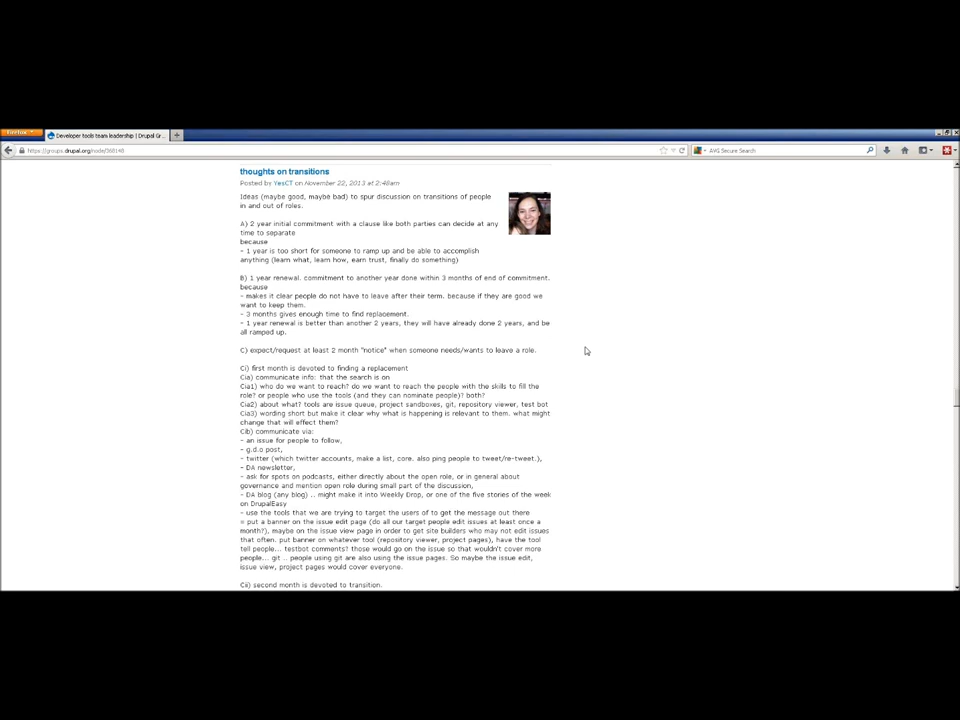 Firefox
Developer tools team leadership | Drupal Gr...
https://groups.drupal.org/node/368148
AVG Secure Search
thoughts on transitions
Posted by YesCT on November 22, 2013 at 2:48am
Ideas (maybe good, maybe bad) to spur discussion on transitions of people
in and out of roles.
A) 2 year initial commitment with a clause like both parties can decide at any
time to separate
because
- 1 year is too short for someone to ramp up and be able to accomplish
anything (learn what, learn how, earn trust, finally do something)
B) 1 year renewal. commitment to another year done within 3 months of end of commitment.
because
- makes it clear people do not have to leave after their term. because if they are good we
want to keep them.
- 3 months gives enough time to find replacement.
- 1 year renewal is better than another 2 years, they will have already done 2 years, and be
all ramped up.
C) expect/request at least 2 month "notice" when someone needs/wants to leave a role.
Ci) first month is devoted to finding a replacement
Cia) communicate info: that the search is on
Cia1) who do we want to reach? do we want to reach the people with the skills to fill the
role? or people who use the tools (and they can nominate people)? both?
Cia2) about what? tools are issue queue, project sandboxes, git, repository viewer, test bot
Cia3) wording short but make it clear why what is happening is relevant to them. what might
change that will effect them?
Cib) communicate via:
- an issue for people to follow,
- g.d.o post,
- twitter (which twitter accounts, make a list, core. also ping people to tweet/re-tweet.),
- DA newsletter,
- ask for spots on podcasts, either directly about the open role, or in general about
governance and mention open role during small part of the discussion,
- DA blog (any blog) .. might make it into Weekly Drop, or one of the five stories of the week
on DrupalEasy
- use the tools that we are trying to target the users of to get the message out there
= put a banner on the issue edit page (do all our target people edit issues at least once a
month?), maybe on the issue view page in order to get site builders who may not edit issues
that often. put banner on whatever tool (repository viewer, project pages), have the tool
tell people... testbot comments? those would go on the issue so that wouldn't cover more
people... git .. people using git are also using the issue pages. So maybe the issue edit,
issue view, project pages would cover everyone.
Cii) second month is devoted to transition.